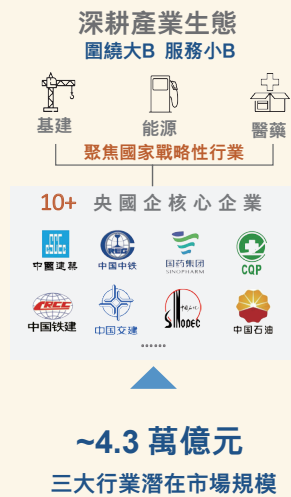 深耕產業生態
圍繞大B 服務小B
基建 能源 醫藥
聚焦國家戰略性行業
10+ 央國企核心企業
中國建築 中国中铁 国药集团 SINOPHARM CQP
CRCC 中国铁建 中国交建 SINOPEC 中国石油
......
~4.3 萬億元
三大行業潛在市場規模